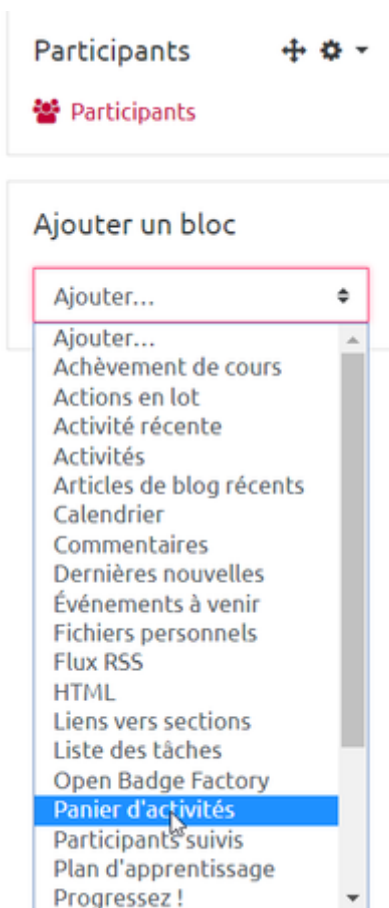 Participants
Participants
Ajouter un bloc
Ajouter...
Ajouter...
Achèvement de cours
Actions en lot
Activité récente
Activités
Articles de blog récents
Calendrier
Commentaires
Dernières nouvelles
Événements à venir
Fichiers personnels
Flux RSS
HTML
Liens vers sections
Liste des tâches
Open Badge Factory
Panier d'activités
Participants suivis
Plan d'apprentissage
Progressez !